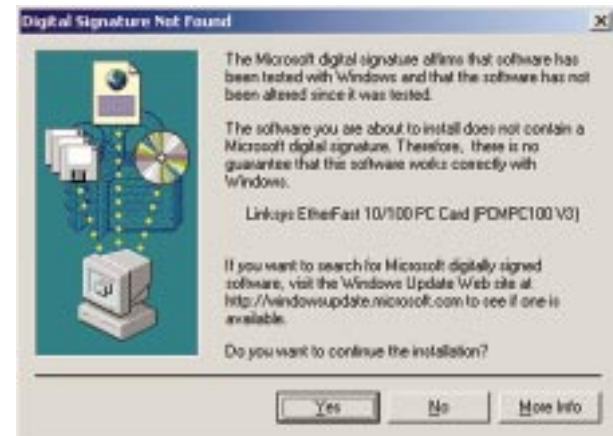 Digital Signature Not Found
The Microsoft digital signature affirms that software has
been tested with Windows and that the software has not
been altered since it was tested.
The software you are about to install does not contain a
Microsoft digital signature. Therefore, there is no
guarantee that this software works correctly with
Windows.
Linksys EtherFast 10/100 PC Card (PCMPC100 V3)
If you want to search for Microsoft digitally signed
software, visit the Windows Update Web site at
http://windowsupdate.microsoft.com to see if one is
available.
Do you want to continue the installation?
Yes No More Info